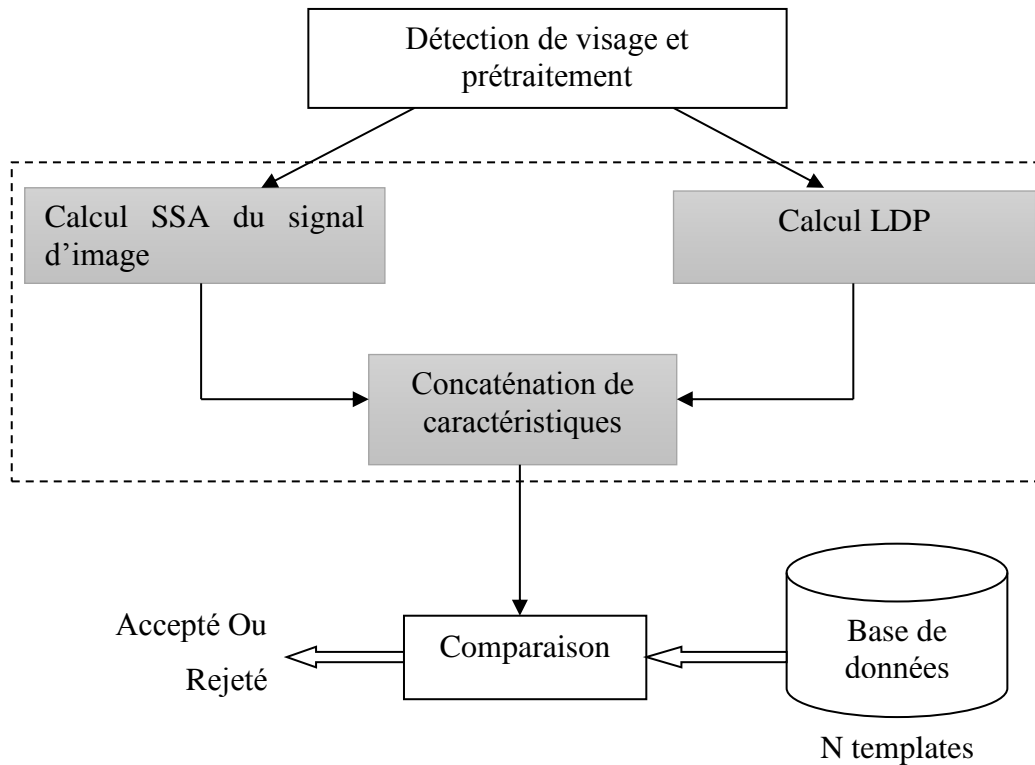 Détection de visage et
prétraitement
Calcul SSA du signal
d’image
Calcul LDP
Concaténation de
caractéristiques
Accepté Ou
Rejeté
Comparaison
Base de
données
N templates